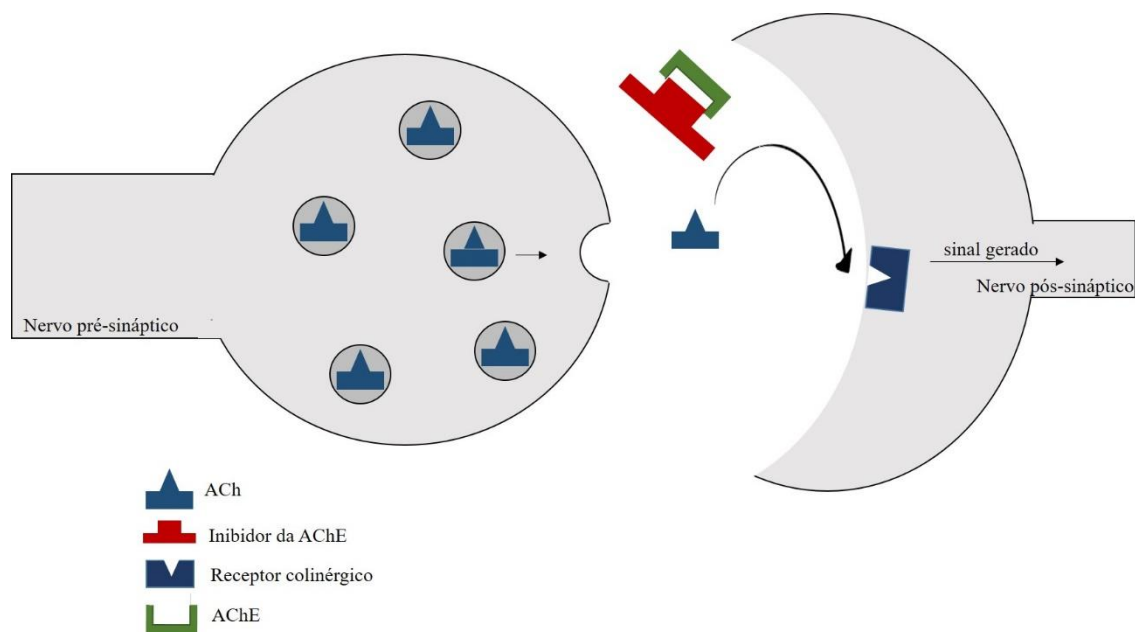 sinal gerado
Nervo pós-sináptico
Nervo pré-sináptico
ACh
Inibidor da AChE
Receptor colinérgico
AChE